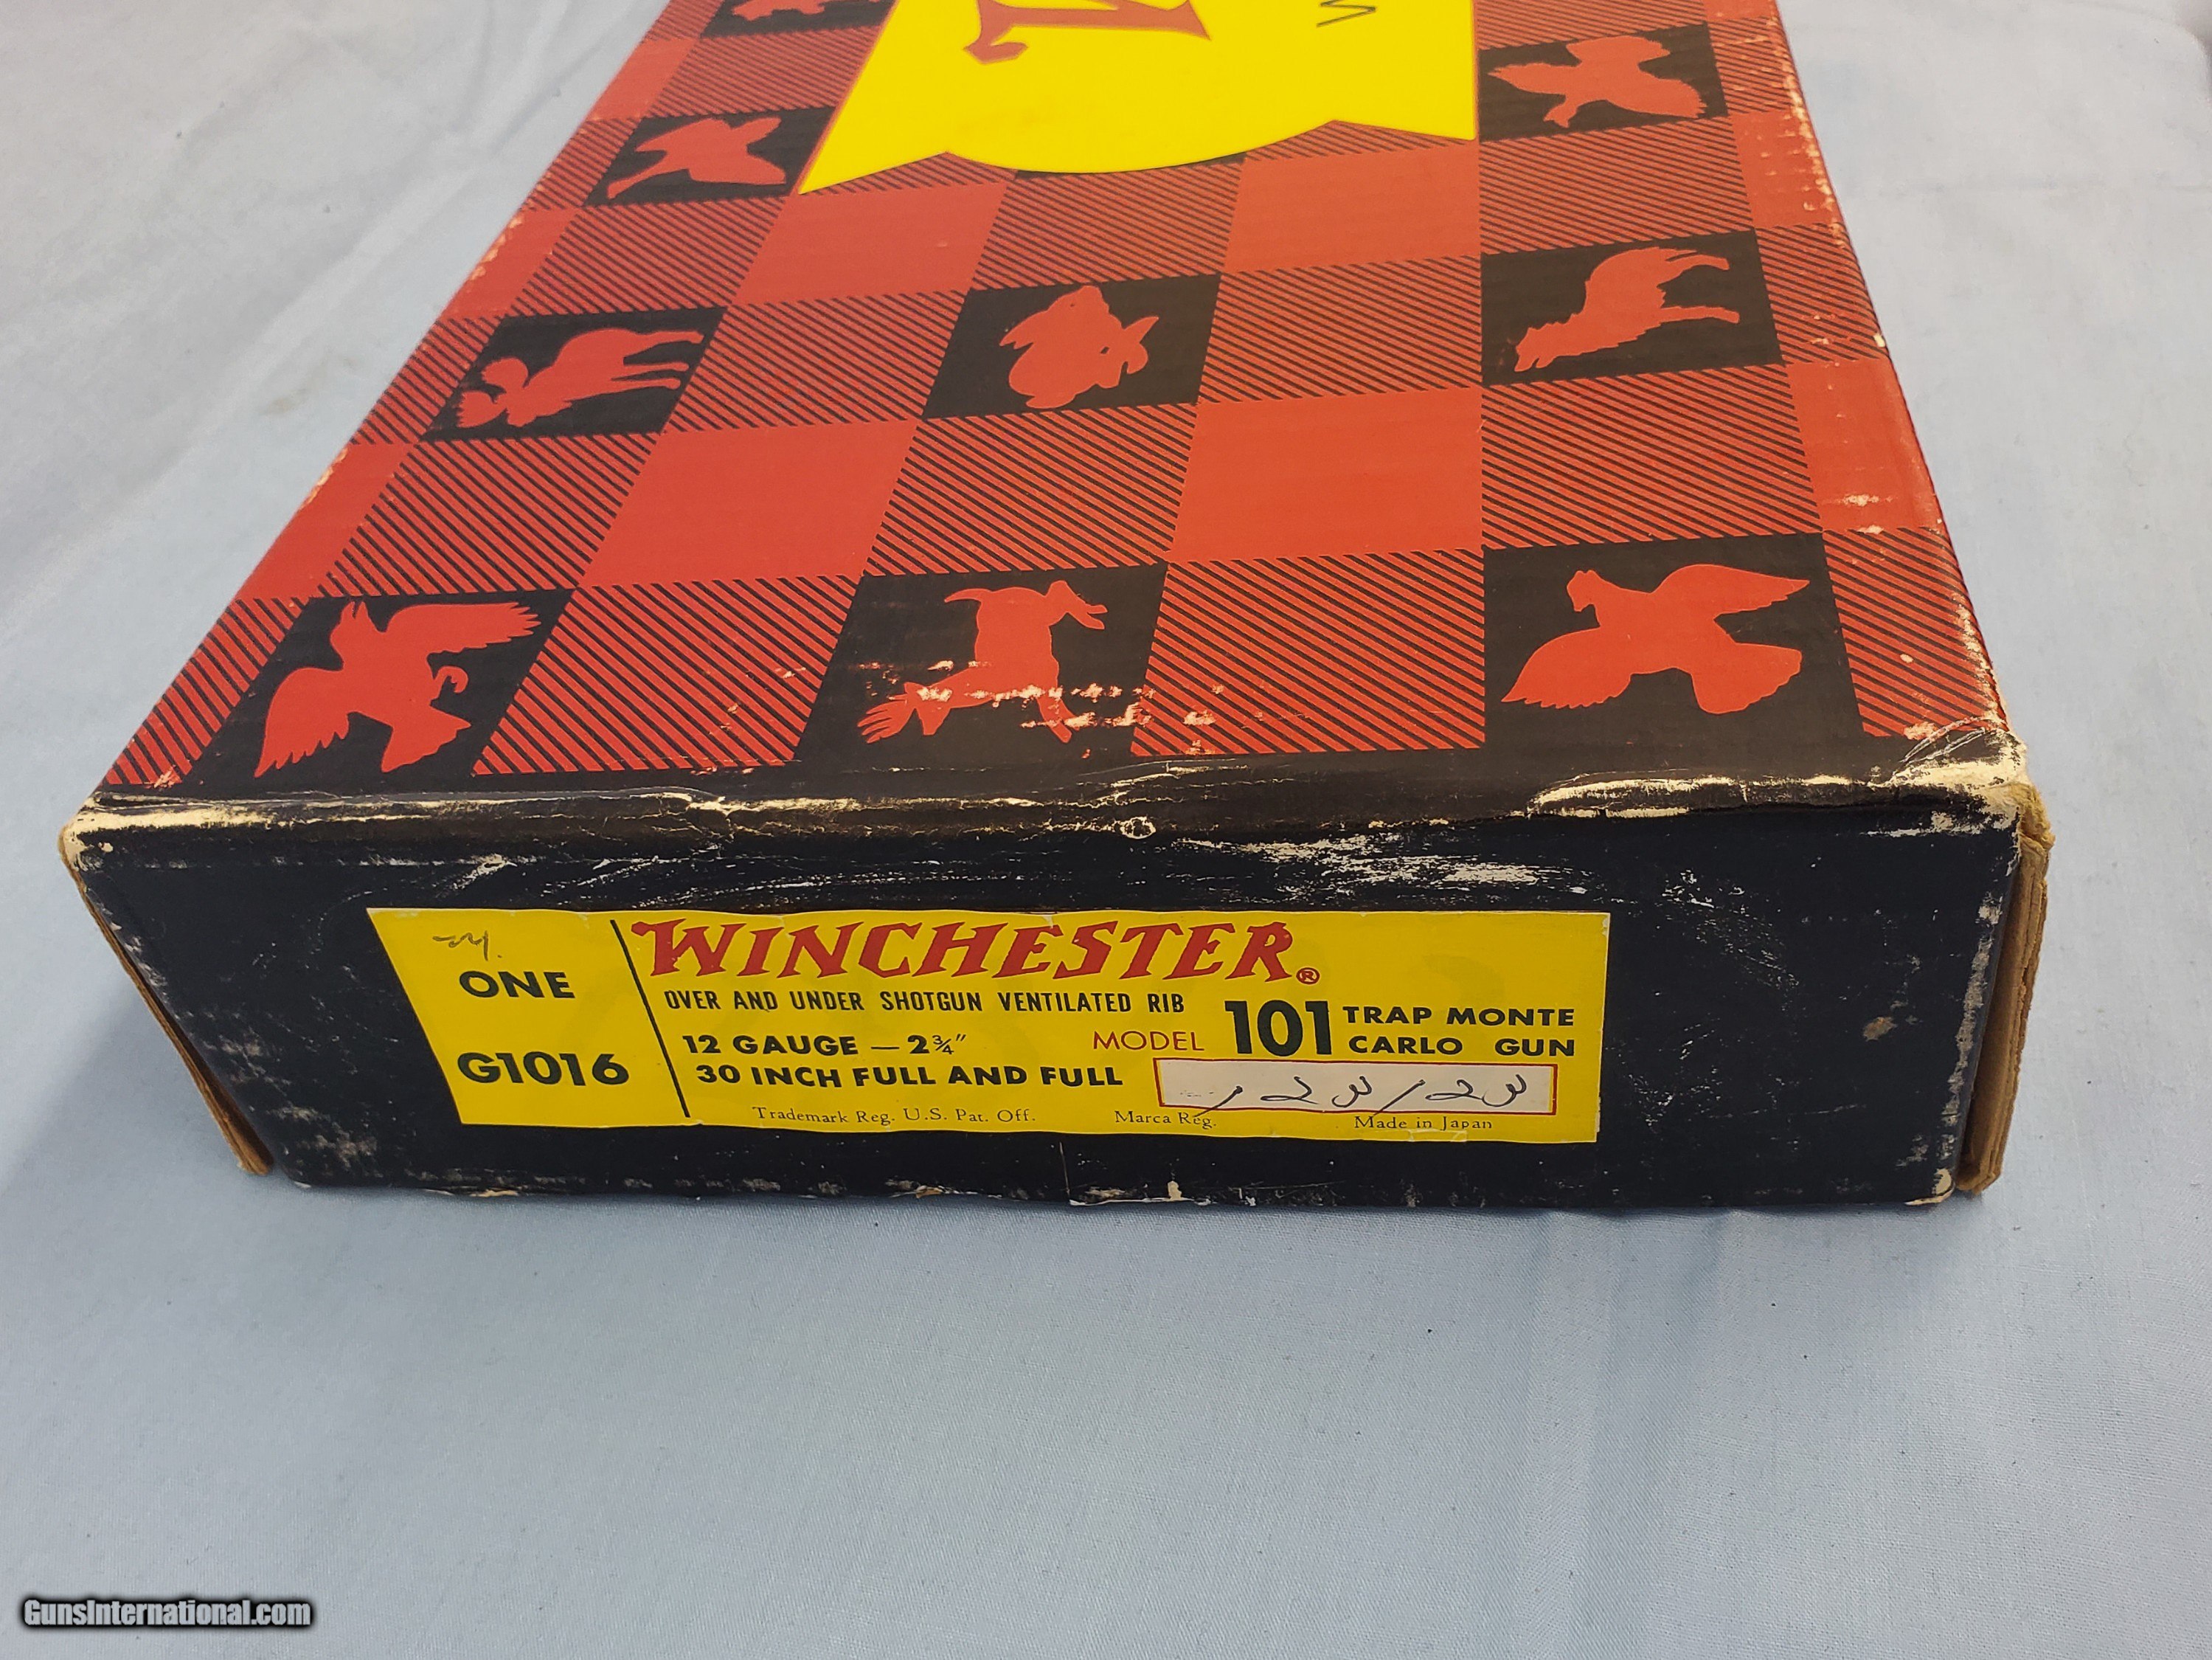 ONE
G1016
WINCHESTER®
OVER AND UNDER SHOTGUN VENTILATED RIB
12 GAUGE — 2¾"
30 INCH FULL AND FULL
MODEL 101 TRAP MONTE
CARLO GUN
123123
Trademark Reg. U.S. Pat. Off. Marca Reg. Made in Japan
GunsInternational.com